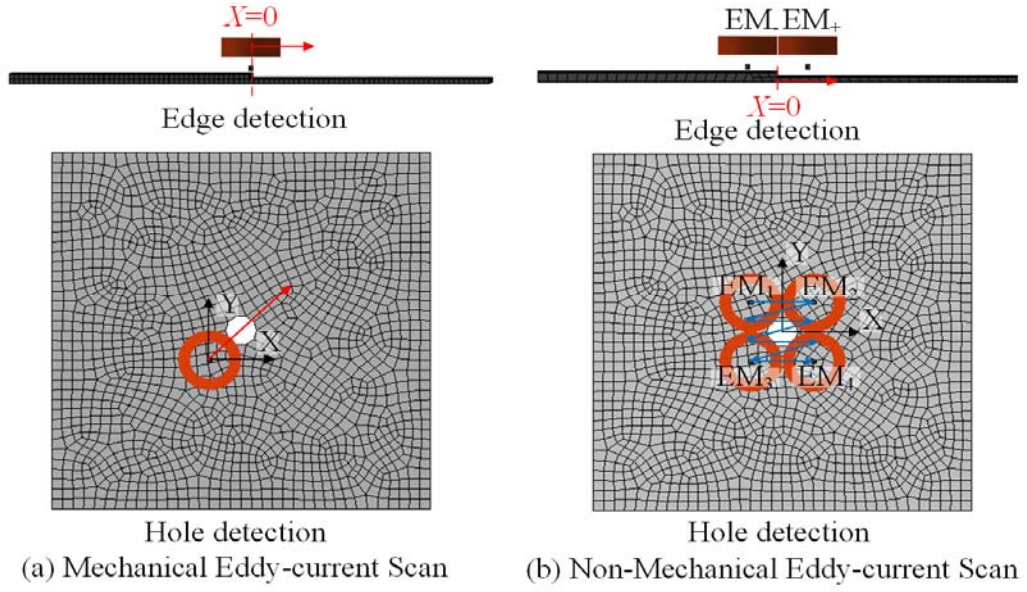 X=0
Edge detection
Y
X
Hole detection
(a) Mechanical Eddy-current Scan
EM- EM+
X=0
Edge detection
Y
EM1 EM2
X
EM3 EM4
Hole detection
(b) Non-Mechanical Eddy-current Scan